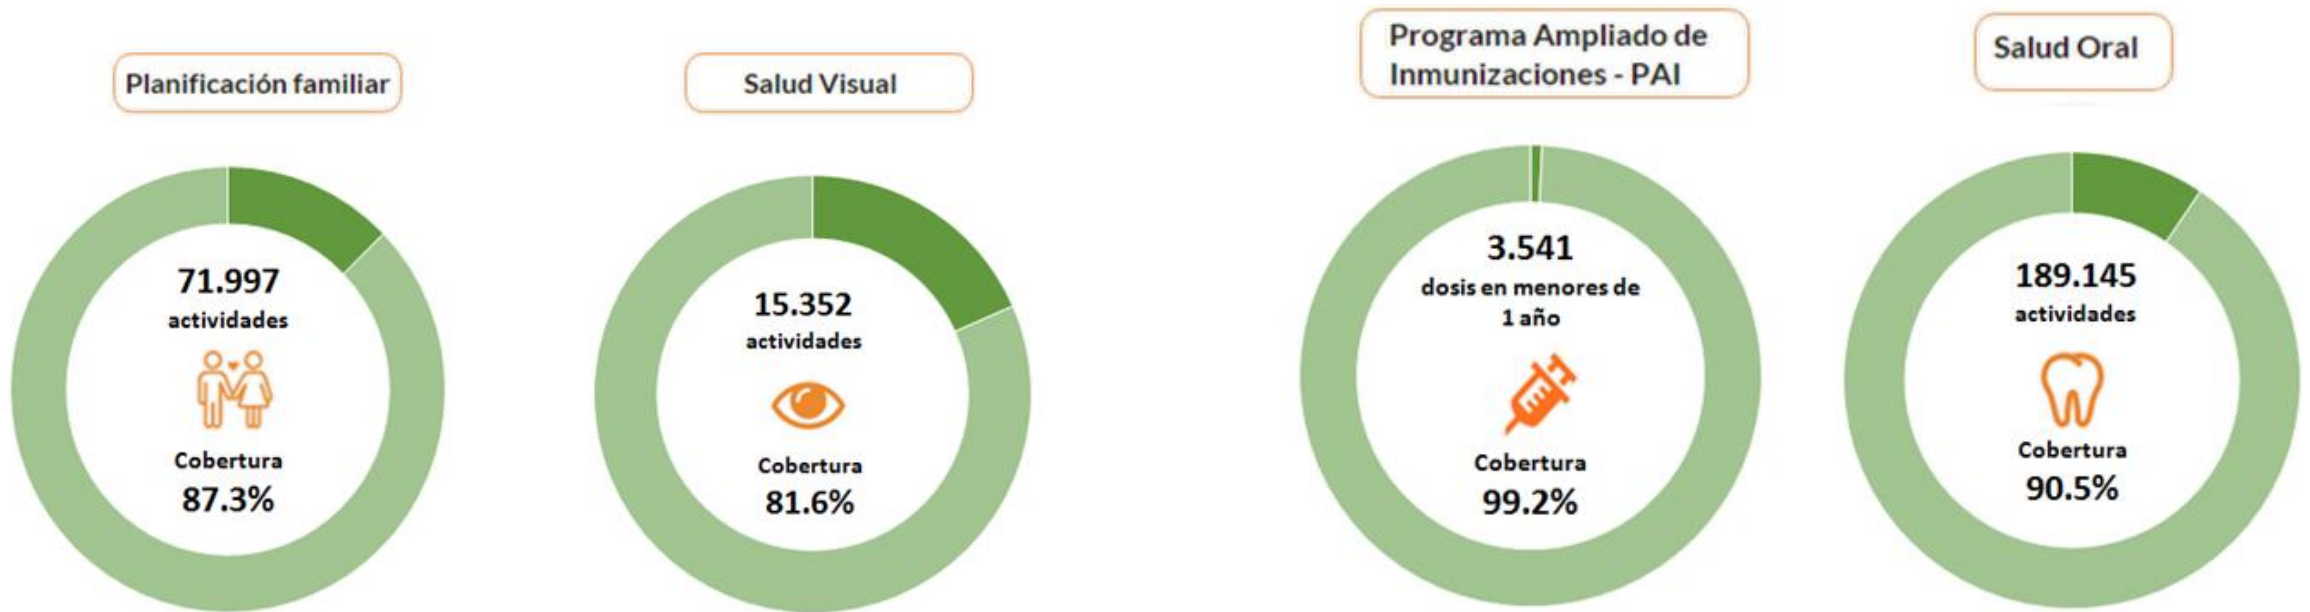 Planificación familiar
71.997
actividades
Cobertura
87.3%
Salud Visual
15.352
actividades
Cobertura
81.6%
Programa Ampliado de
Inmunizaciones - PAI
3.541
dosis en menores de
1 año
Cobertura
99.2%
Salud Oral
189.145
actividades
Cobertura
90.5%